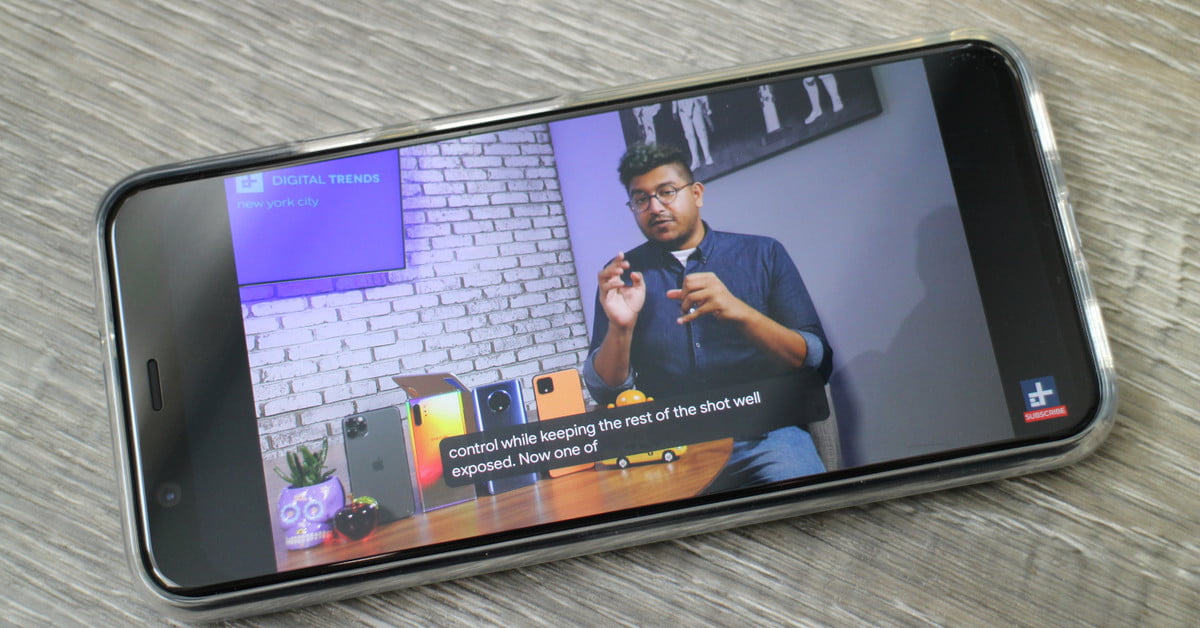 DIGITAL TRENDS
new york city
control while keeping the rest of the shot well
exposed. Now one of
SUBSCRIBE